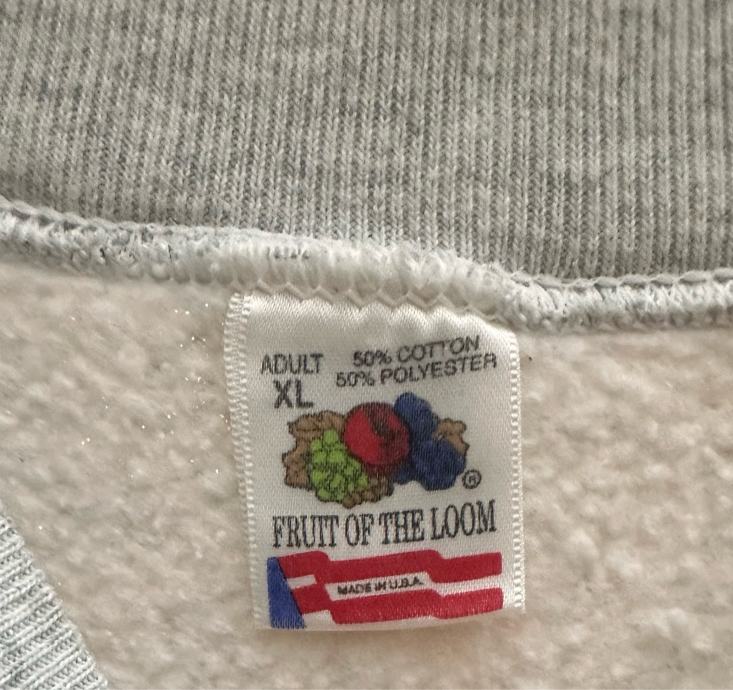 ADULT
XL
50% COTTON
50% POLYESTER
®
FRUIT OF THE LOOM
MADE IN U.S.A.